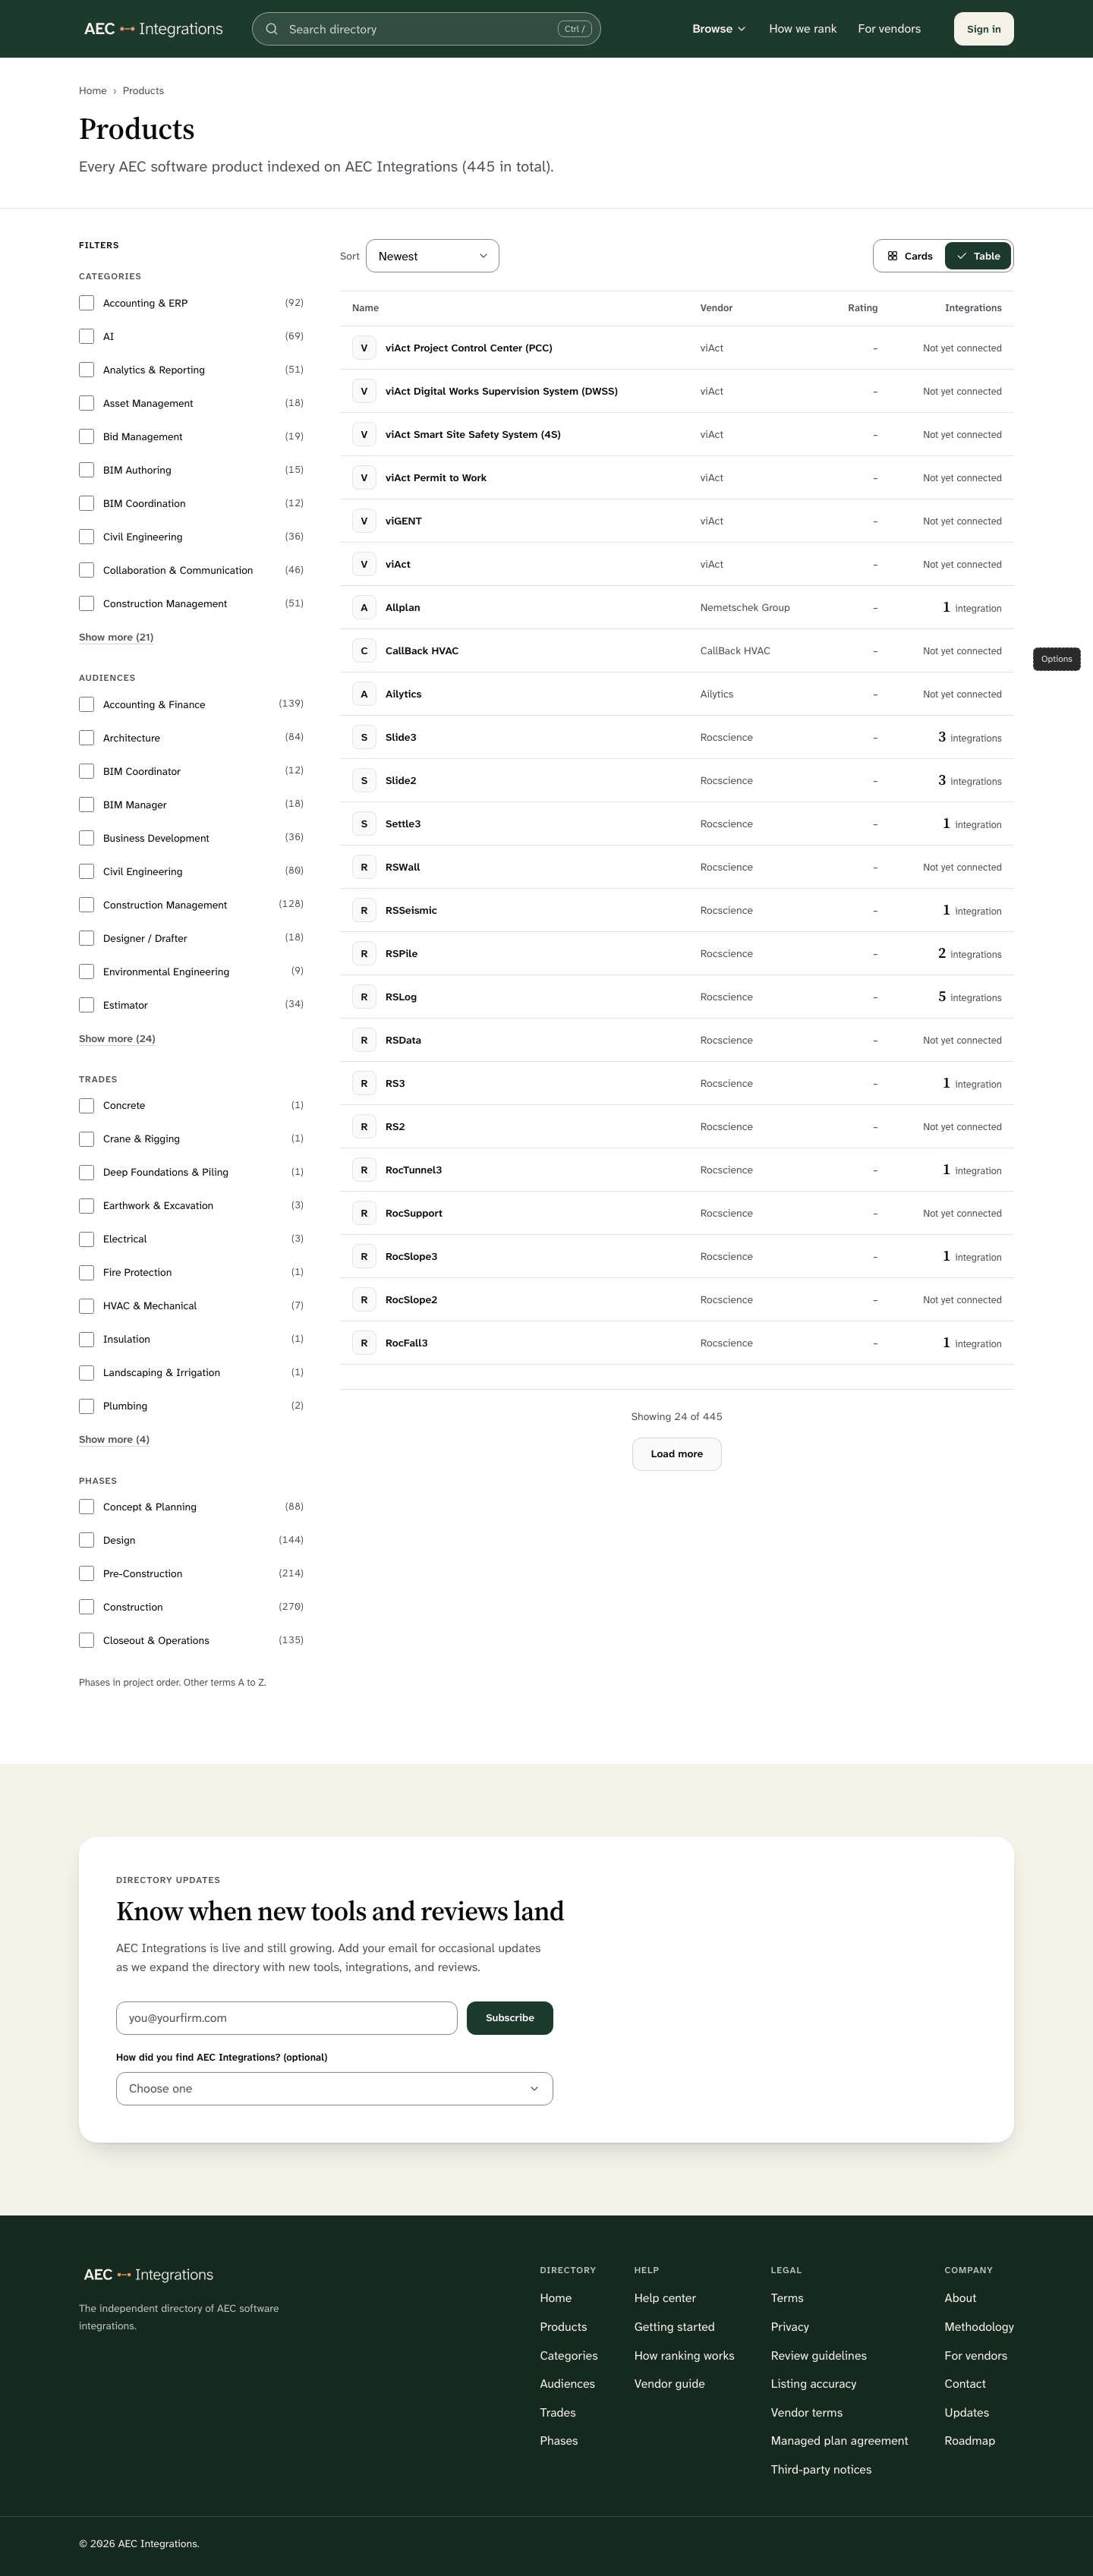 AEC Integrations
Search directory
Ctrl /
Browse
How we rank
For vendors
Sign in
Home › Products
Products
Every AEC software product indexed on AEC Integrations (445 in total).
FILTERS
CATEGORIES
Accounting & ERP (92)
AI (69)
Analytics & Reporting (51)
Asset Management (18)
Bid Management (19)
BIM Authoring (15)
BIM Coordination (12)
Civil Engineering (36)
Collaboration & Communication (46)
Construction Management (51)
Show more (21)
AUDIENCES
Accounting & Finance (139)
Architecture (84)
BIM Coordinator (12)
BIM Manager (18)
Business Development (36)
Civil Engineering (80)
Construction Management (128)
Designer / Drafter (18)
Environmental Engineering (9)
Estimator (34)
Show more (24)
TRADES
Concrete (1)
Crane & Rigging (1)
Deep Foundations & Piling (1)
Earthwork & Excavation (3)
Electrical (3)
Fire Protection (1)
HVAC & Mechanical (7)
Insulation (1)
Landscaping & Irrigation (1)
Plumbing (2)
Show more (4)
PHASES
Concept & Planning (88)
Design (144)
Pre-Construction (214)
Construction (270)
Closeout & Operations (135)
Phases in project order. Other terms A to Z.
Sort Newest
Cards Table
Name Vendor Rating Integrations
V viAct Project Control Center (PCC) viAct – Not yet connected
V viAct Digital Works Supervision System (DWSS) viAct – Not yet connected
V viAct Smart Site Safety System (4S) viAct – Not yet connected
V viAct Permit to Work viAct – Not yet connected
V viGENT viAct – Not yet connected
V viAct viAct – Not yet connected
A Allplan Nemetschek Group – 1 integration
C CallBack HVAC CallBack HVAC – Not yet connected
A Ailytics Ailytics – Not yet connected
S Slide3 Rocscience – 3 integrations
S Slide2 Rocscience – 3 integrations
S Settle3 Rocscience – 1 integration
R RSWall Rocscience – Not yet connected
R RSSeismic Rocscience – 1 integration
R RSPile Rocscience – 2 integrations
R RSLog Rocscience – 5 integrations
R RSData Rocscience – Not yet connected
R RS3 Rocscience – 1 integration
R RS2 Rocscience – Not yet connected
R RocTunnel3 Rocscience – 1 integration
R RocSupport Rocscience – Not yet connected
R RocSlope3 Rocscience – 1 integration
R RocSlope2 Rocscience – Not yet connected
R RocFall3 Rocscience – 1 integration
Showing 24 of 445
Load more
Options
DIRECTORY UPDATES
Know when new tools and reviews land
AEC Integrations is live and still growing. Add your email for occasional updates
as we expand the directory with new tools, integrations, and reviews.
you@yourfirm.com
Subscribe
How did you find AEC Integrations? (optional)
Choose one
AEC Integrations
The independent directory of AEC software
integrations.
DIRECTORY
Home
Products
Categories
Audiences
Trades
Phases
HELP
Help center
Getting started
How ranking works
Vendor guide
LEGAL
Terms
Privacy
Review guidelines
Listing accuracy
Vendor terms
Managed plan agreement
Third-party notices
COMPANY
About
Methodology
For vendors
Contact
Updates
Roadmap
© 2026 AEC Integrations.